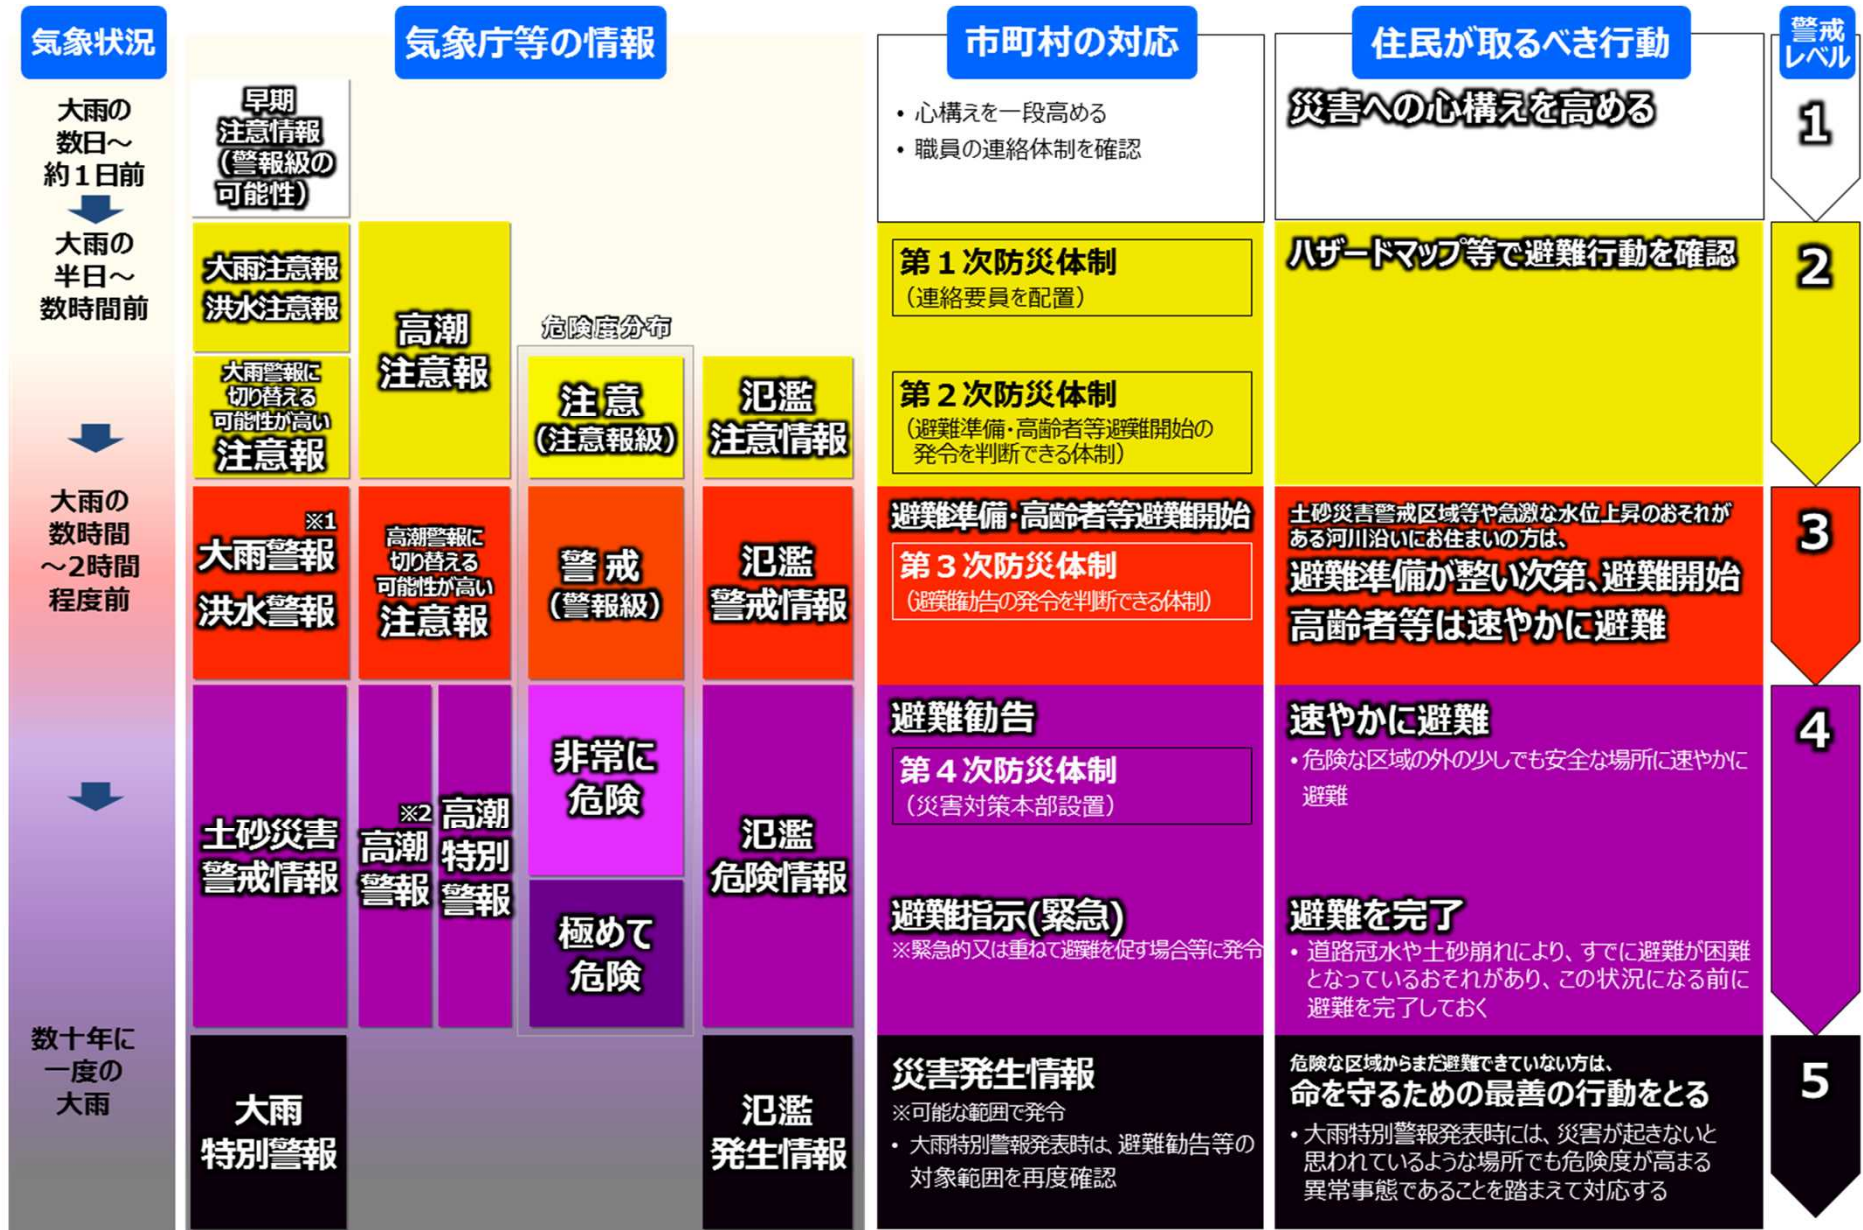 気象状況
気象庁等の情報
市町村の対応
住民が取るべき行動
警戒
レベル
大雨の
数日～
約１日前
早期
注意情報
（警報級の
可能性）
・心構えを一段高める
・職員の連絡体制を確認
災害への心構えを高める
1
大雨の
半日～
数時間前
大雨注意報
洪水注意報
高潮
注意報
危険度分布
第１次防災体制
（連絡要員を配置）
ハザードマップ等で避難行動を確認
2
大雨警報に
切り替える
可能性が高い
注意報
注意
（注意報級）
氾濫
注意情報
第２次防災体制
（避難準備・高齢者等避難開始の
発令を判断できる体制）
大雨の
数時間
～2時間
程度前
※1
大雨警報
洪水警報
高潮警報に
切り替える
可能性が高い
注意報
警戒
（警報級）
氾濫
警戒情報
避難準備・高齢者等避難開始
第３次防災体制
（避難勧告の発令を判断できる体制）
土砂災害警戒区域等や急激な水位上昇のおそれが
ある河川沿いにお住まいの方は、
避難準備が整い次第、避難開始
高齢者等は速やかに避難
3
土砂災害
警戒情報
※2
高潮
警報
高潮
特別
警報
非常に
危険
極めて
危険
氾濫
危険情報
避難勧告
第４次防災体制
（災害対策本部設置）
避難指示(緊急)
※緊急的又は重ねて避難を促す場合等に発令
速やかに避難
・危険な区域の外の少しでも安全な場所に速やかに
避難
避難を完了
・道路冠水や土砂崩れにより、すでに避難が困難
となっているおそれがあり、この状況になる前に
避難を完了しておく
4
数十年に
一度の
大雨
大雨
特別警報
氾濫
発生情報
災害発生情報
※可能な範囲で発令
・大雨特別警報発表時は、避難勧告等の
対象範囲を再度確認
危険な区域からまだ避難できていない方は、
命を守るための最善の行動をとる
・大雨特別警報発表時には、災害が起きないと
思われているような場所でも危険度が高まる
異常事態であることを踏まえて対応する
5